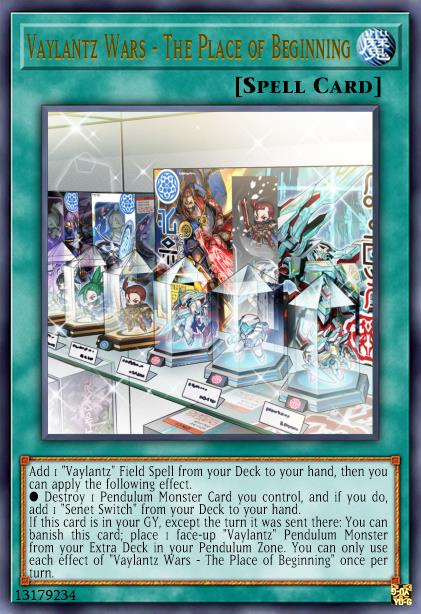 Vaylantz Wars - The Place of Beginning
魔
[Spell Card]
Add 1 "Vaylantz" Field Spell from your Deck to your hand, then you
can apply the following effect.
● Destroy 1 Pendulum Monster Card you control, and if you do,
add 1 "Senet Switch" from your Deck to your hand.
If this card is in your GY, except the turn it was sent there: You can
banish this card; place 1 face-up "Vaylantz" Pendulum Monster
from your Extra Deck in your Pendulum Zone. You can only use
each effect of "Vaylantz Wars - The Place of Beginning" once per
turn.
13179234